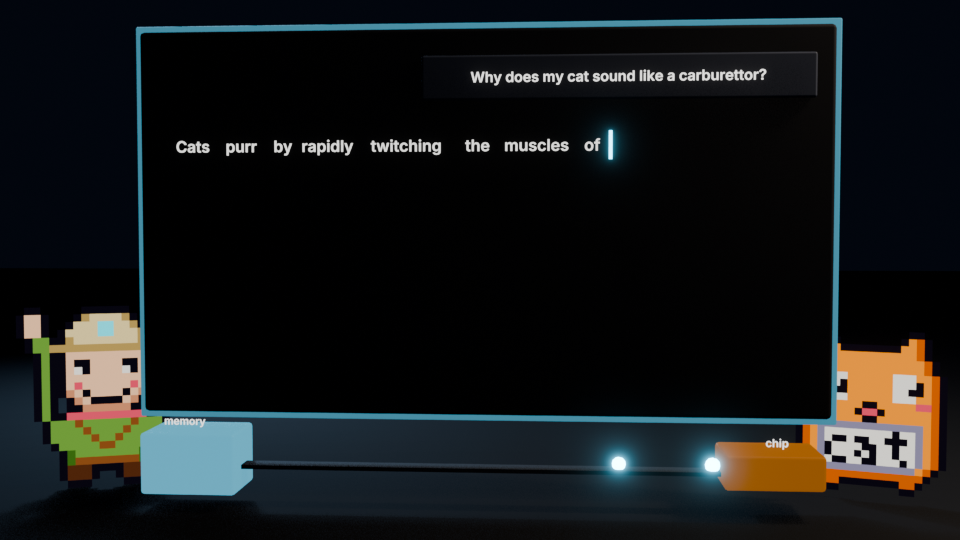 Why does my cat sound like a carburettor?
Cats purr by rapidly twitching the muscles of
memory
chip
cat